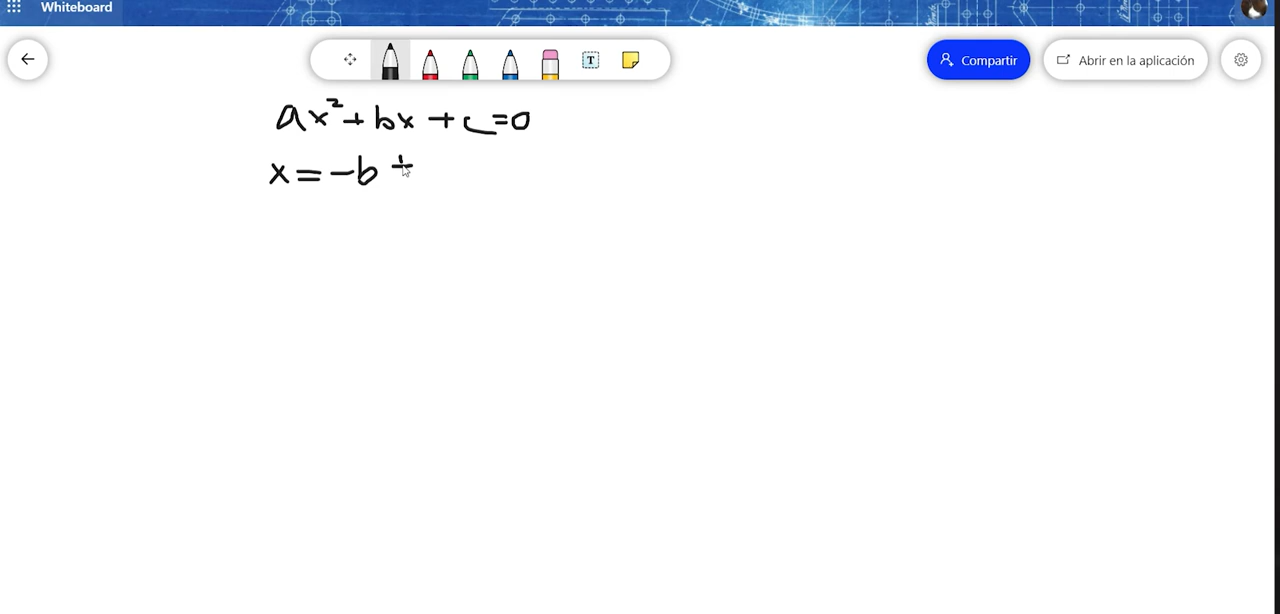 Whiteboard
T
Compartir
Abrir en la aplicación
ax²+bx+c=0
x=-b +